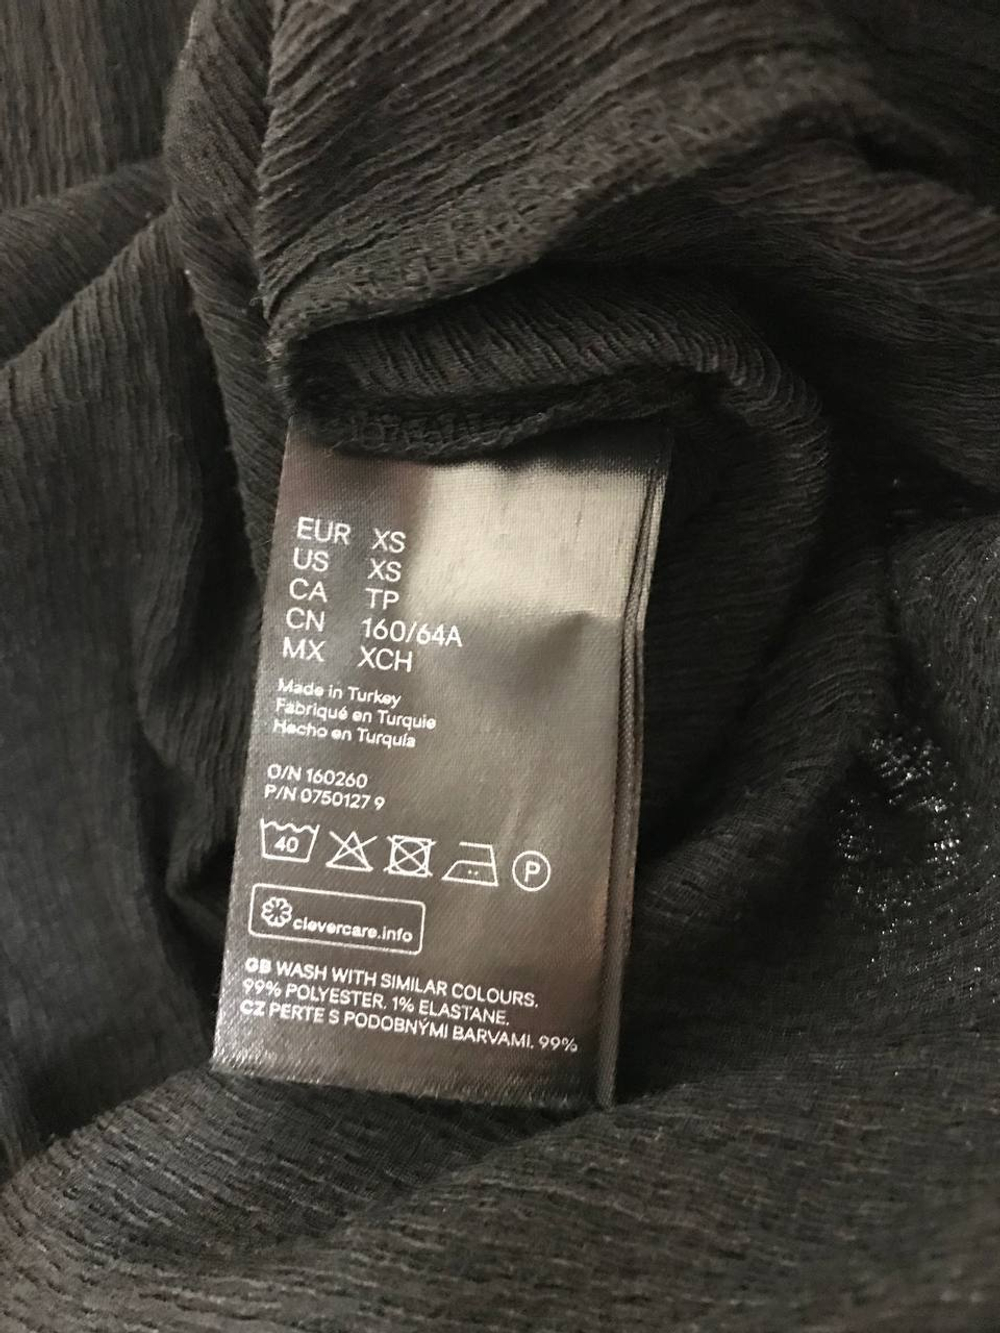 EUR XS
US XS
CA TP
CN 160/64A
MX XCH
Made in Turkey
Fabriqué en Turquie
Hecho en Turquía
O/N 160260
P/N 0750127 9
40 P
clevercare.info
GB WASH WITH SIMILAR COLOURS.
99% POLYESTER. 1% ELASTANE.
CZ PERTE S PODOBNÝMI BARVAMI. 99%